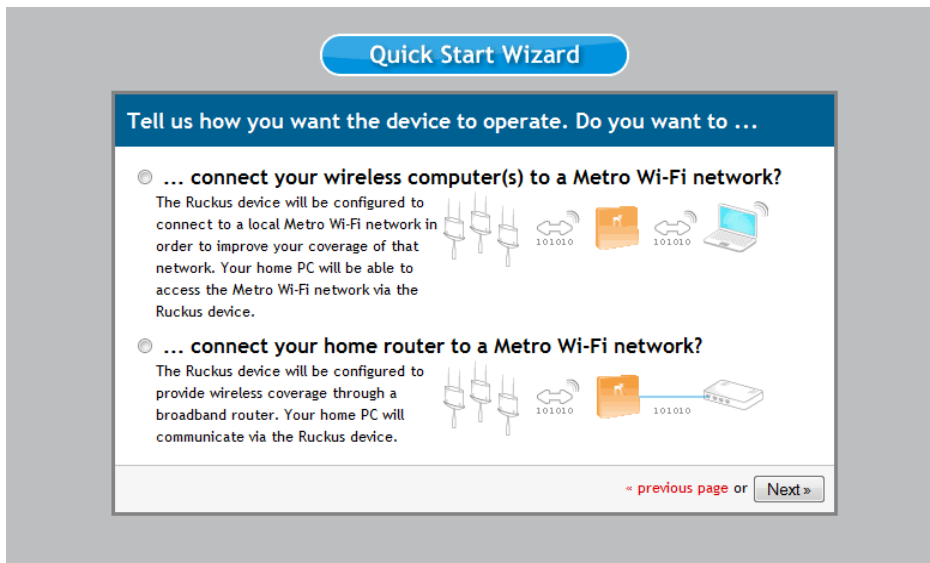 Quick Start Wizard
Tell us how you want the device to operate. Do you want to ...
... connect your wireless computer(s) to a Metro Wi-Fi network?
The Ruckus device will be configured to
connect to a local Metro Wi-Fi network in
order to improve your coverage of that
network. Your home PC will be able to
access the Metro Wi-Fi network via the
Ruckus device.
101010
101010
... connect your home router to a Metro Wi-Fi network?
The Ruckus device will be configured to
provide wireless coverage through a
broadband router. Your home PC will
communicate via the Ruckus device.
101010
101010
« previous page or Next »